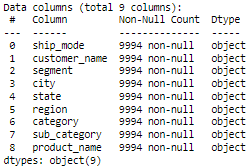 Data columns (total 9 columns):
#   Column         Non-Null Count  Dtype
---  ------         --------------  -----
0   ship_mode      9994 non-null   object
1   customer_name  9994 non-null   object
2   segment        9994 non-null   object
3   city           9994 non-null   object
4   state          9994 non-null   object
5   region         9994 non-null   object
6   category       9994 non-null   object
7   sub_category   9994 non-null   object
8   product_name   9994 non-null   object
dtypes: object(9)